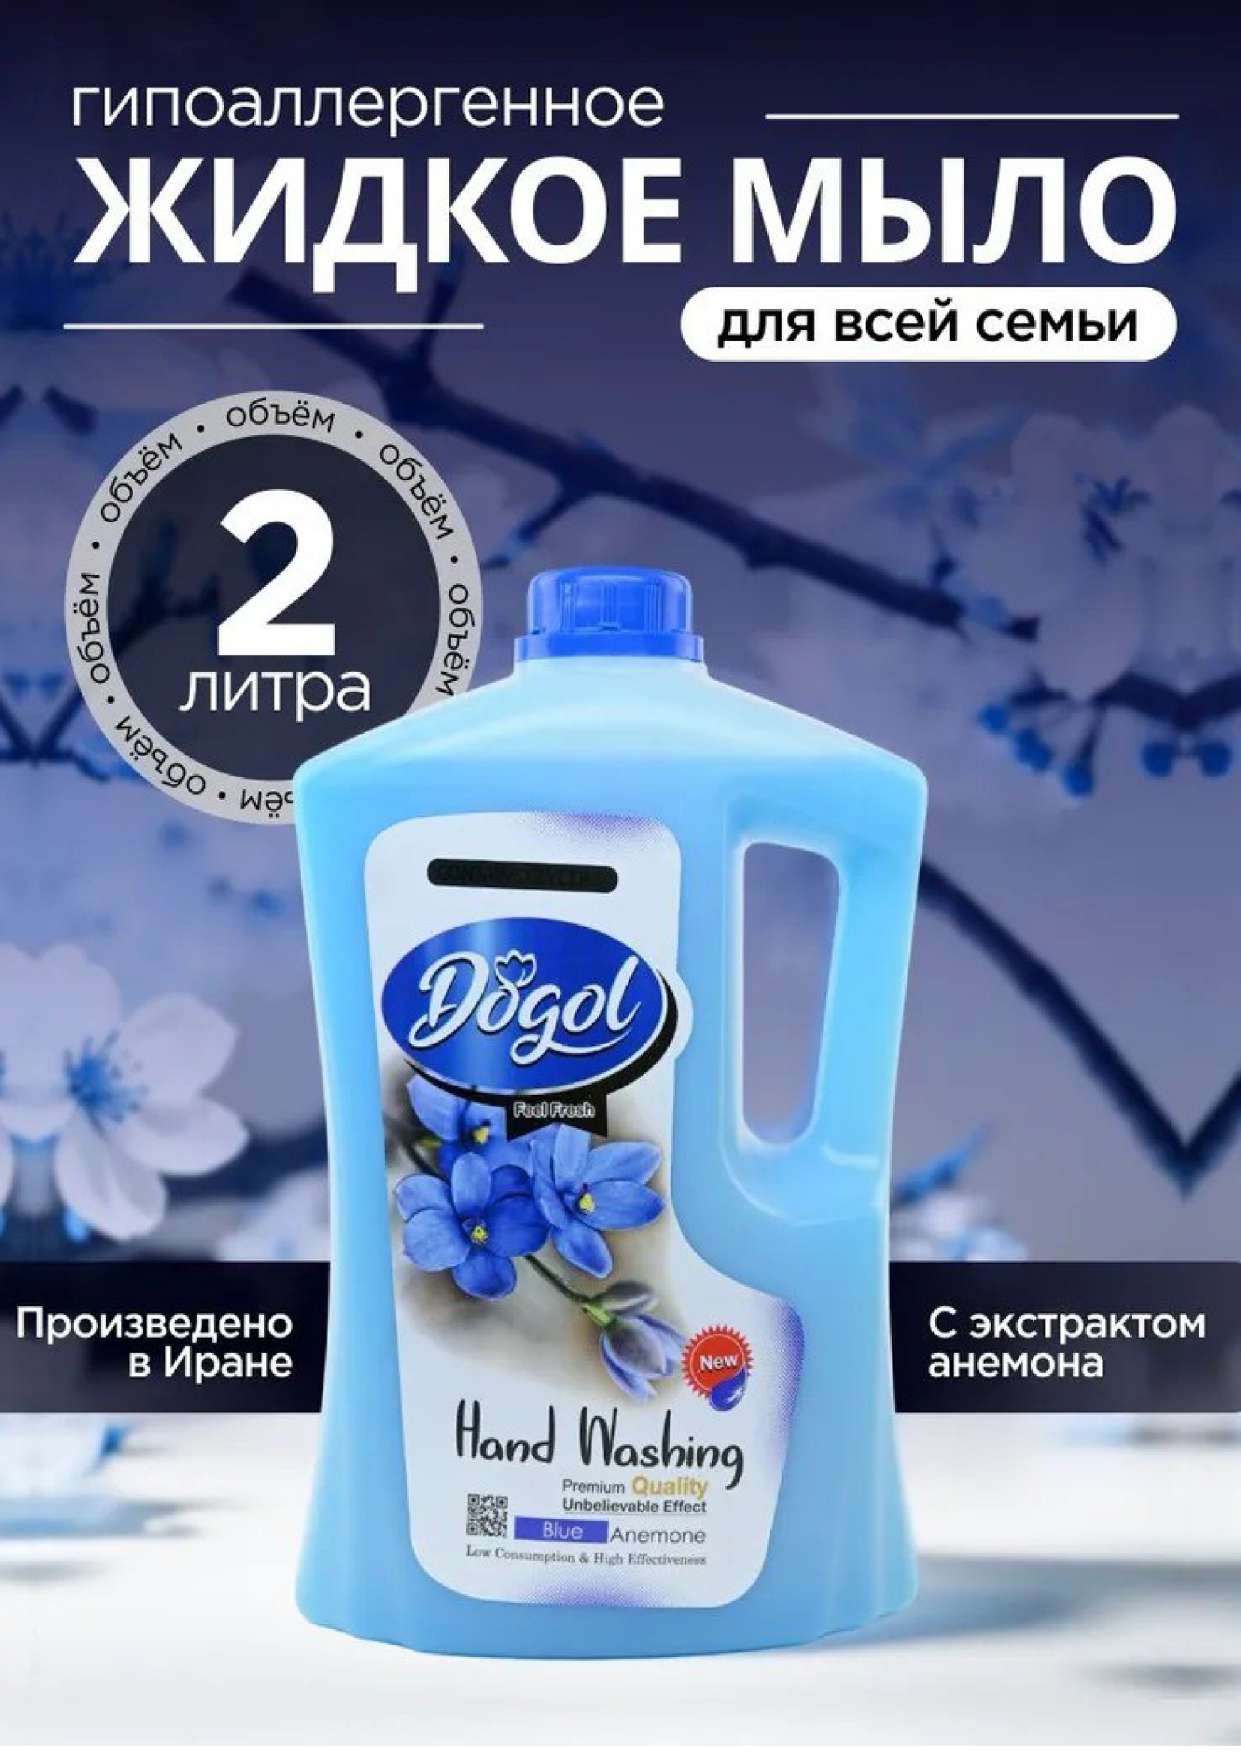 гипоаллергенное
ЖИДКОЕ МЫЛО
для всей семьи
объём • объём • объём • объём • объём • объём •
2
литра
Dogol
Feel Fresh
Произведено
в Иране
С экстрактом
анемона
New
Hand Washing
Premium Quality
Unbelievable Effect
Blue Anemone
Low Consumption & High Effectiveness